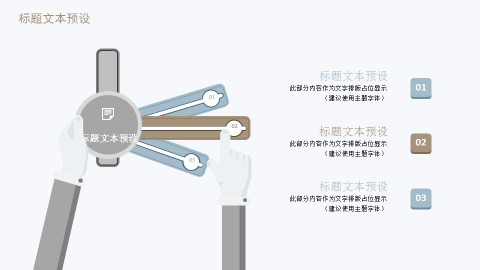 标题文本预设
01
02
03
标题文本预设
标题文本预设
此部分内容作为文字排版占位显示
（建议使用主题字体）
01
标题文本预设
此部分内容作为文字排版占位显示
（建议使用主题字体）
02
标题文本预设
此部分内容作为文字排版占位显示
（建议使用主题字体）
03